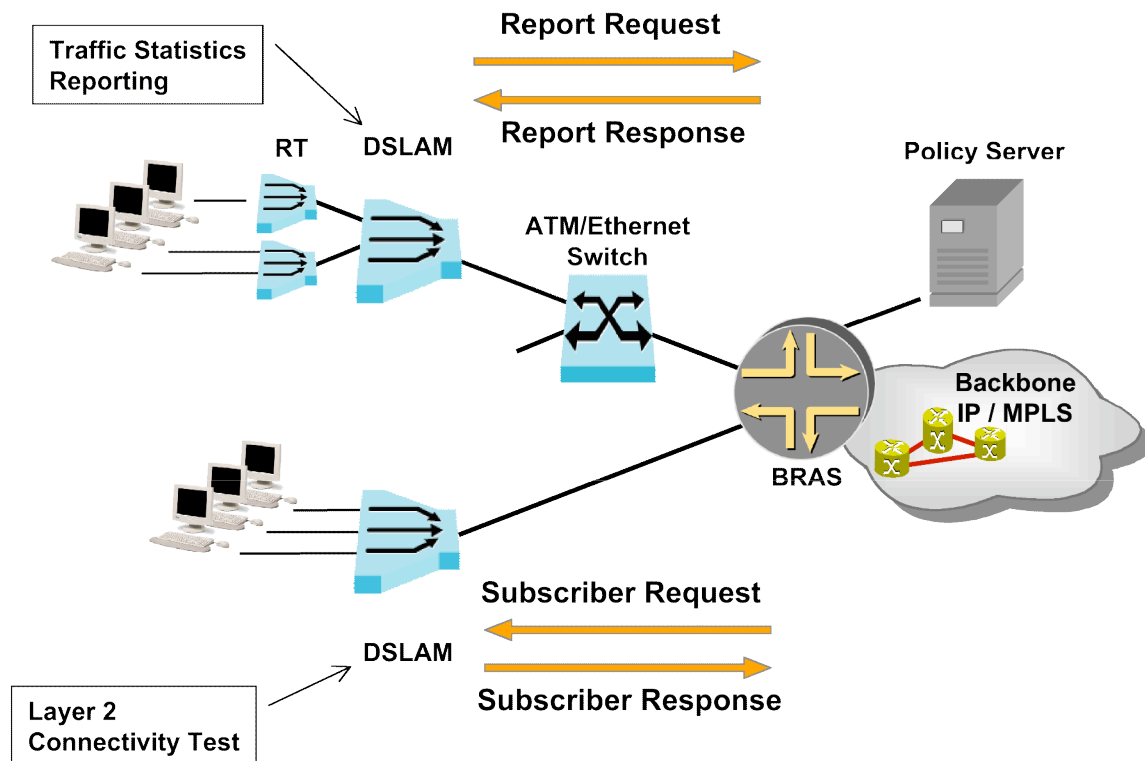 Report Request
Traffic Statistics
Reporting
Report Response
RT
DSLAM
Policy Server
ATM/Ethernet
Switch
Backbone
IP / MPLS
BRAS
Subscriber Request
DSLAM
Subscriber Response
Layer 2
Connectivity Test